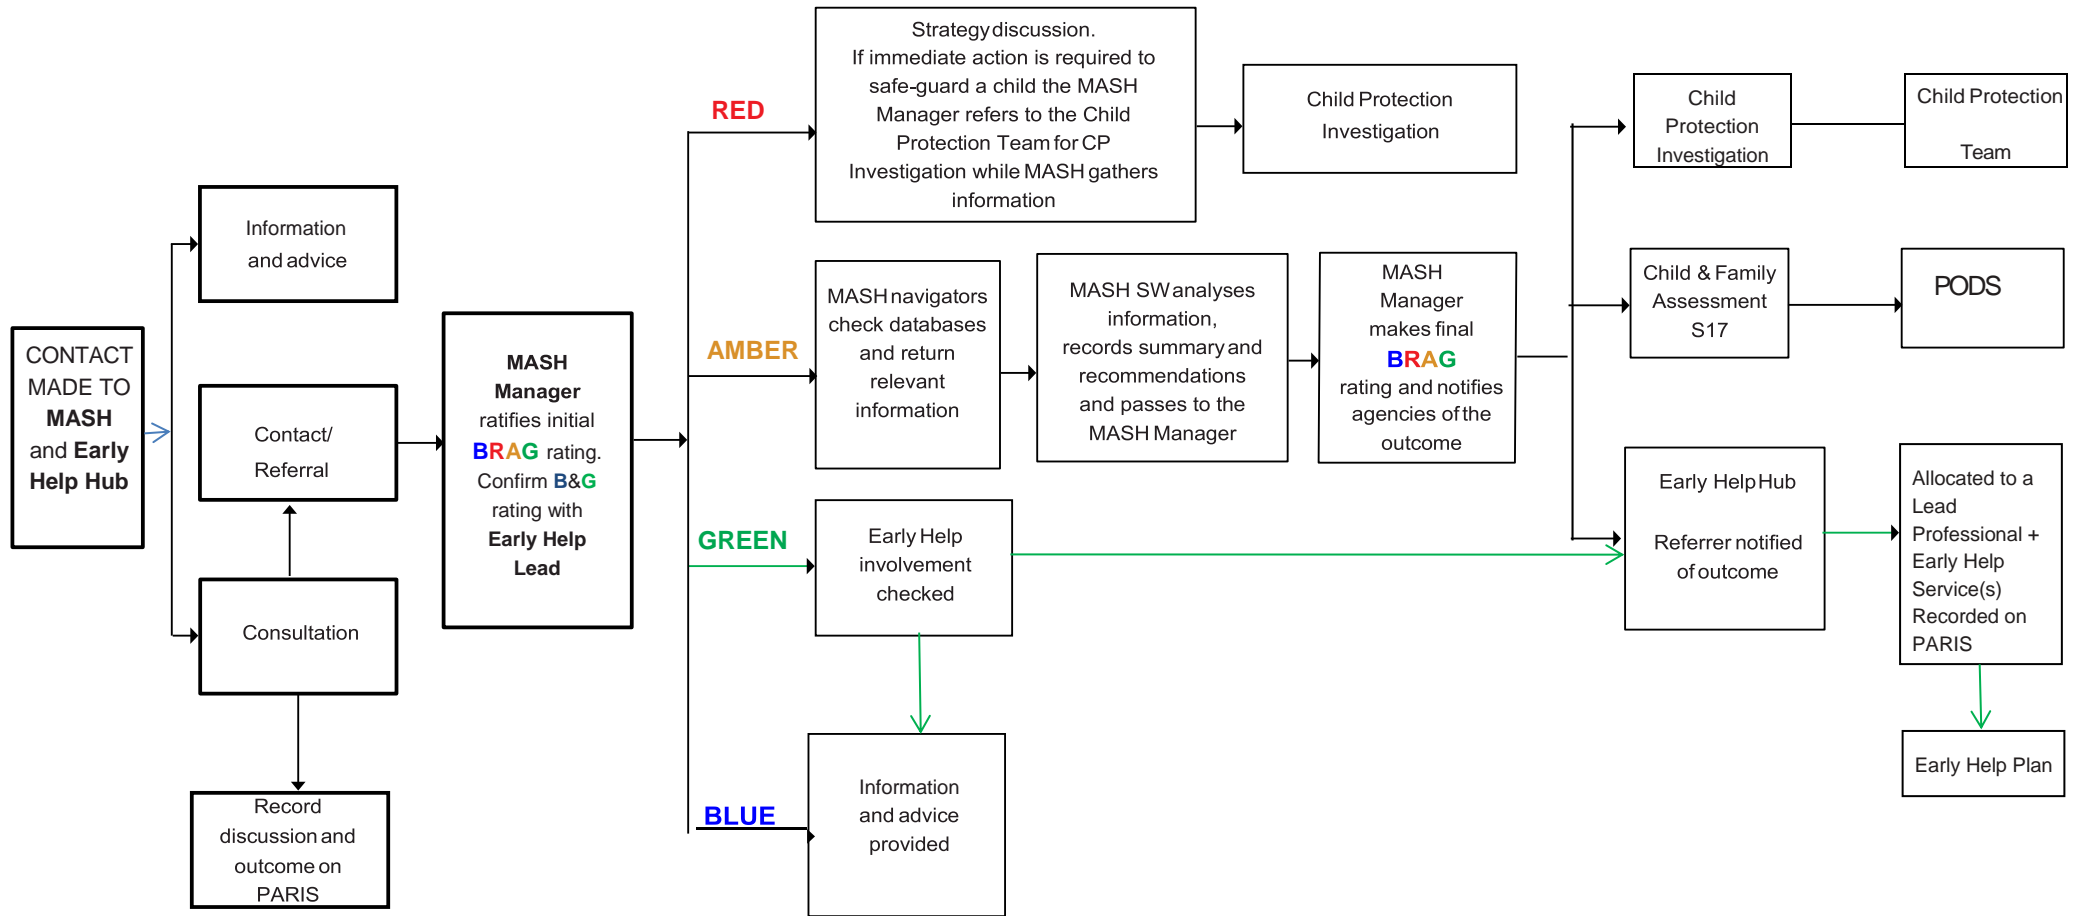 CONTACT
MADE TO
MASH
and Early
Help Hub
Information
and advice
Contact/
Referral
Consultation
Record
discussion and
outcome on
PARIS
MASH
Manager
ratifies initial
BRAG rating.
Confirm B&G
rating with
Early Help
Lead
RED
Strategy discussion.
If immediate action is required to
safe-guard a child the MASH
Manager refers to the Child
Protection Team for CP
Investigation while MASH gathers
information
Child Protection
Investigation
AMBER
MASH navigators
check databases
and return
relevant
information
MASH SW analyses
information,
records summary and
recommendations
and passes to the
MASH Manager
MASH
Manager
makes final
BRAG
rating and notifies
agencies of the
outcome
GREEN
Early Help
involvement
checked
BLUE
Information
and advice
provided
Child
Protection
Investigation
Child Protection
Team
Child & Family
Assessment
S17
PODS
Early Help Hub
Referrer notified
of outcome
Allocated to a
Lead
Professional +
Early Help
Service(s)
Recorded on
PARIS
Early Help Plan